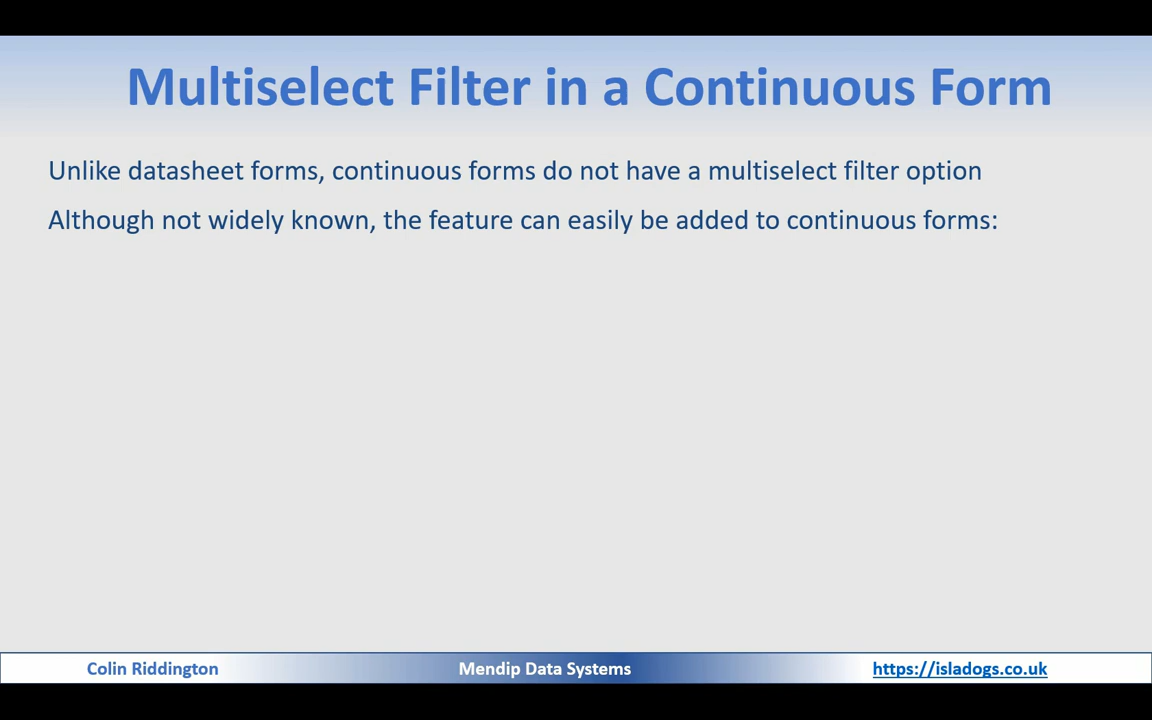 Multiselect Filter in a Continuous Form
Unlike datasheet forms, continuous forms do not have a multiselect filter option
Although not widely known, the feature can easily be added to continuous forms:
Colin Riddington
Mendip Data Systems
https://isladogs.co.uk